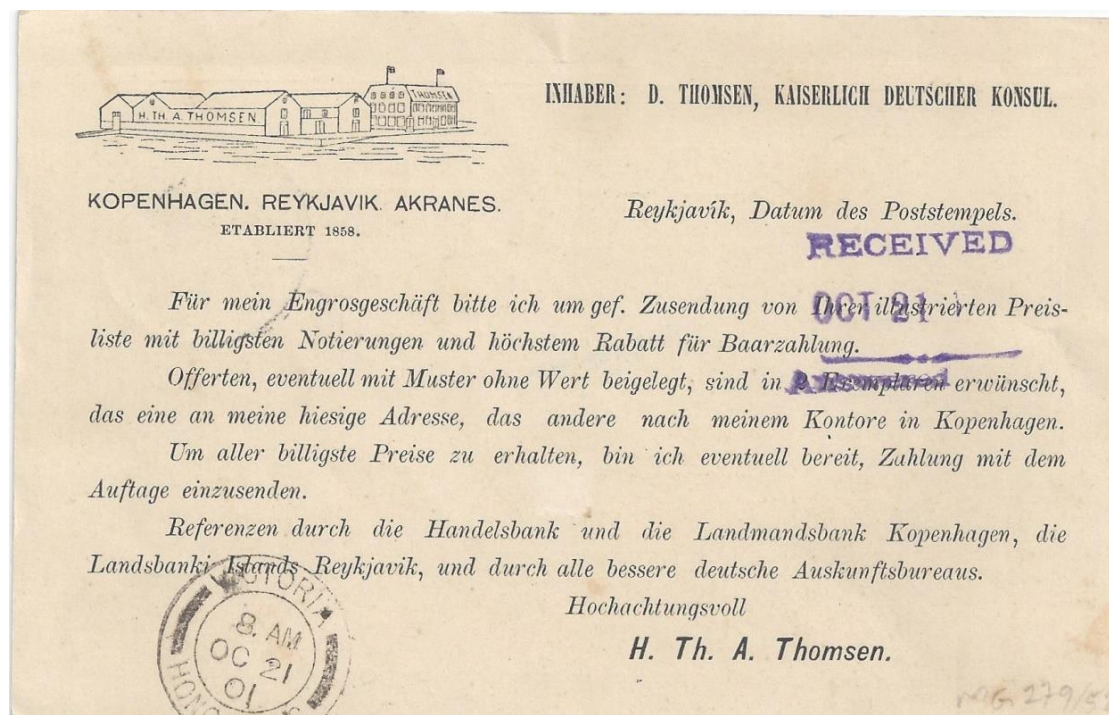 INHABER: D. THOMSEN, KAISERLICH DEUTSCHER KONSUL.
H. TH. A. THOMSEN
THOMSEN
KOPENHAGEN. REYKJAVIK. AKRANES.
ETABLIERT 1858.
Reykjavík, Datum des Poststempels.
RECEIVED
OCT 21
Für mein Engrosgeschäft bitte ich um gef. Zusendung von Ihrer illustrierten Preis-
liste mit billigsten Notierungen und höchstem Rabatt für Baarzahlung.
Offerten, eventuell mit Muster ohne Wert beigelegt, sind in 2 Exemplaren erwünscht,
das eine an meine hiesige Adresse, das andere nach meinem Kontore in Kopenhagen.
Um aller billigste Preise zu erhalten, bin ich eventuell bereit, Zahlung mit dem
Auftage einzusenden.
Referenzen durch die Handelsbank und die Landmandsbank Kopenhagen, die
Landsbanki Islands Reykjavik, und durch alle bessere deutsche Auskunftsbureaus.
Hochachtungsvoll
H. Th. A. Thomsen.
VICTORIA
8. AM
OC 21
01